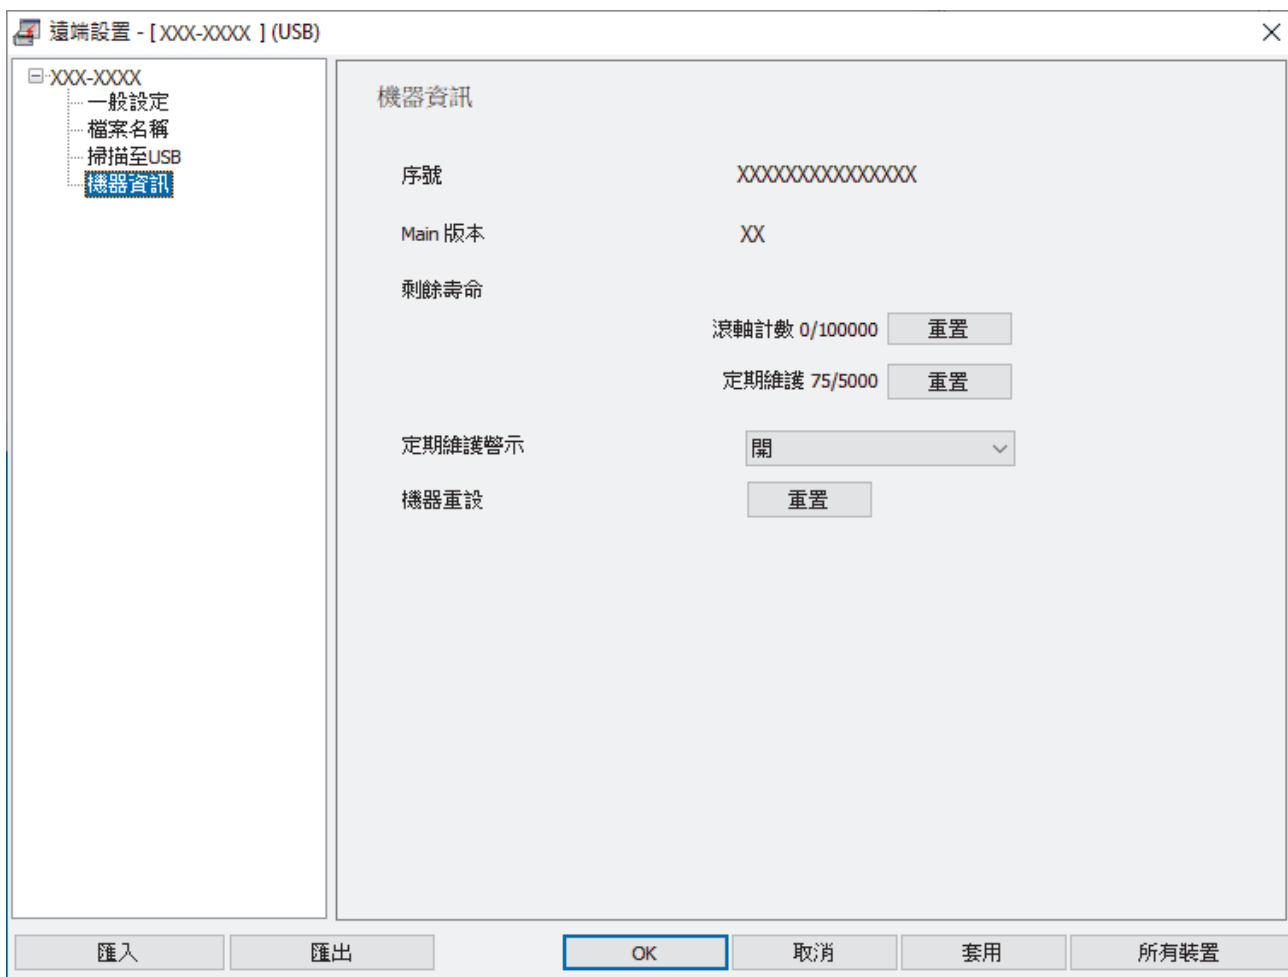 遠端設置 - [ XXX-XXXX ] (USB)
XXX-XXXX
一般設定
檔案名稱
掃描至USB
機器資訊
機器資訊
序號 XXXXXXXXXXXXXXX
Main 版本 XX
剩餘壽命
滾軸計數 0/100000 重置
定期維護 75/5000 重置
定期維護警示 開
機器重設 重置
匯入 匯出 OK 取消 套用 所有裝置